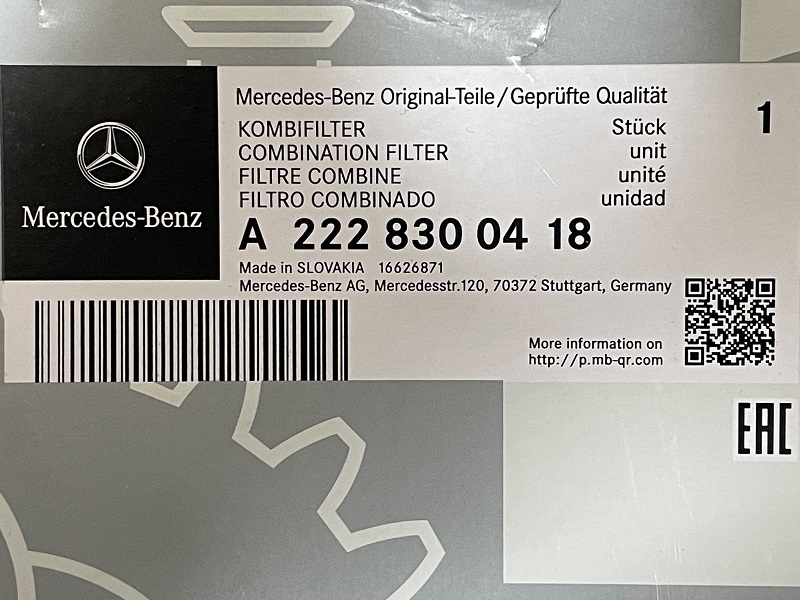 Mercedes-Benz
Mercedes-Benz Original-Teile/Geprüfte Qualität
1
KOMBIFILTER Stück
COMBINATION FILTER unit
FILTRE COMBINE unité
FILTRO COMBINADO unidad
A 222 830 04 18
Made in SLOVAKIA 16626871
Mercedes-Benz AG, Mercedesstr.120, 70372 Stuttgart, Germany
More information on
http://p.mb-qr.com
EAC